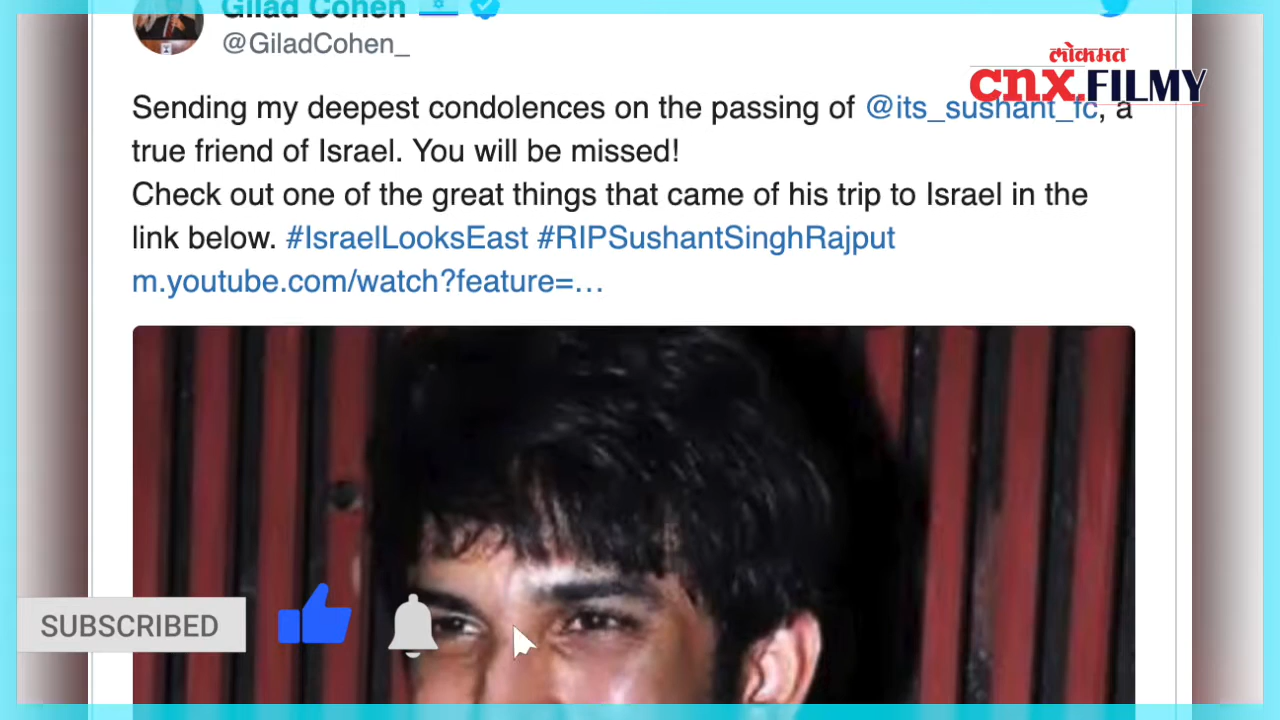 Gilad Cohen
@GiladCohen_
लोकमत
cnx.FILMY
Sending my deepest condolences on the passing of @its_sushant_fc, a
true friend of Israel. You will be missed!
Check out one of the great things that came of his trip to Israel in the
link below. #IsraelLooksEast #RIPSushantSinghRajput
m.youtube.com/watch?feature=…
SUBSCRIBED